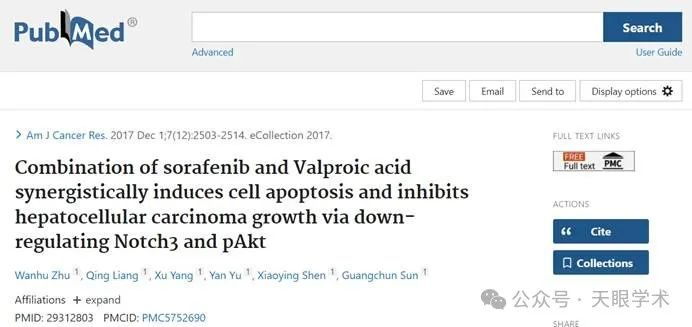 PubMed®
Search
Advanced
User Guide
Save
Email
Send to
Display options
> Am J Cancer Res. 2017 Dec 1;7(12):2503-2514. eCollection 2017.
Combination of sorafenib and Valproic acid
synergistically induces cell apoptosis and inhibits
hepatocellular carcinoma growth via down-
regulating Notch3 and pAkt
Wanhu Zhu 1, Qing Liang 1, Xu Yang 1, Yan Yu 1, Xiaoying Shen 1, Guangchun Sun 1
Affiliations + expand
PMID: 29312803 PMCID: PMC5752690
FULL TEXT LINKS
FREE
Full text PMC
ACTIONS
Cite
Collections
SHARE
公众号 · 天眼学术